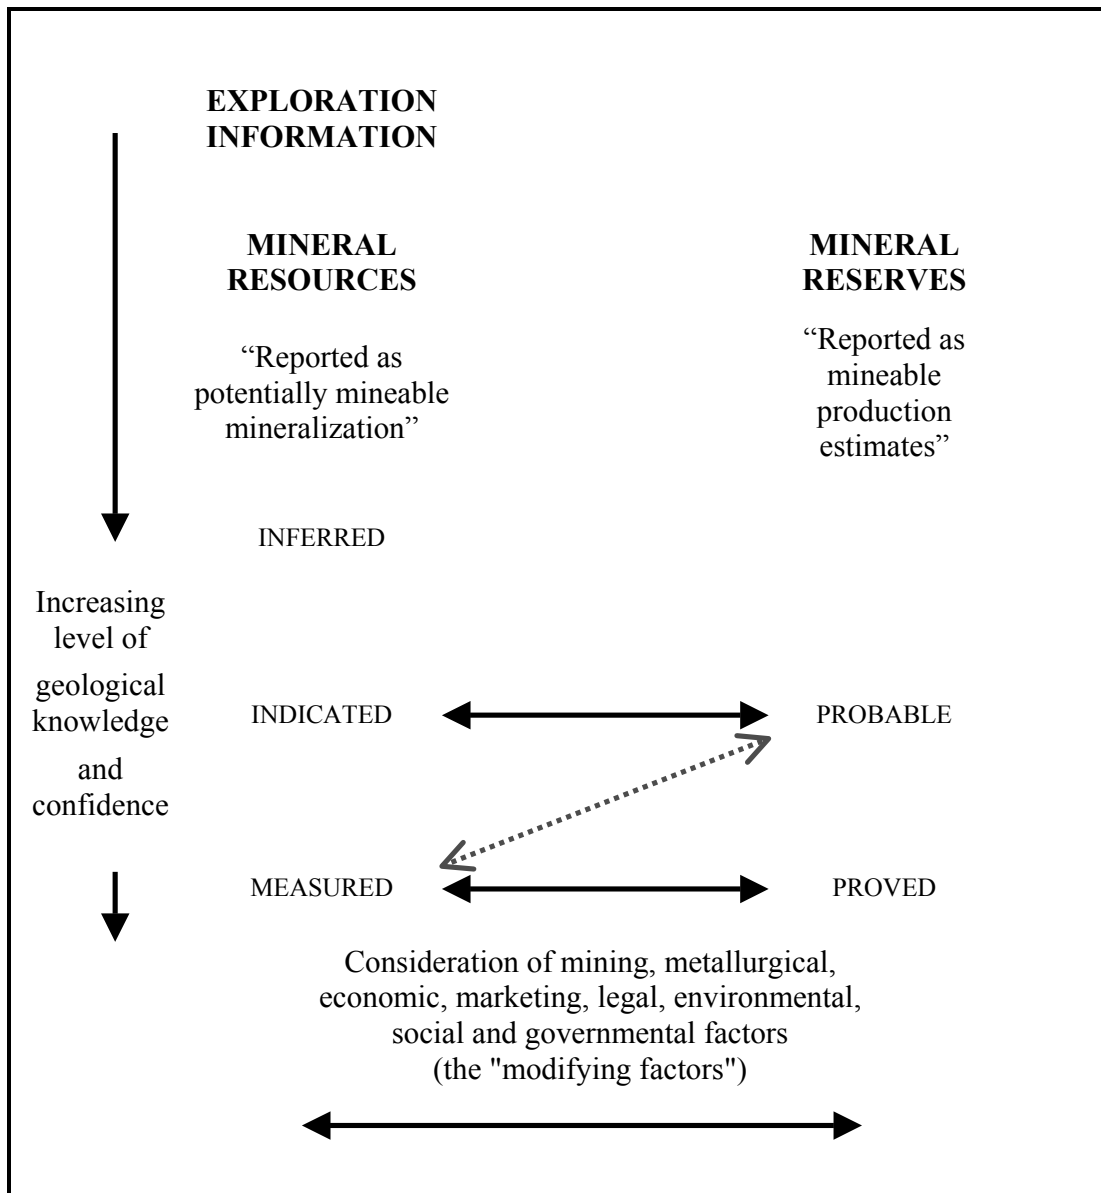 EXPLORATION
INFORMATION
MINERAL
RESOURCES
“Reported as
potentially mineable
mineralization”
MINERAL
RESERVES
“Reported as
mineable
production
estimates”
INFERRED
Increasing
level of
geological
knowledge
and
confidence
INDICATED
PROBABLE
MEASURED
PROVED
Consideration of mining, metallurgical,
economic, marketing, legal, environmental,
social and governmental factors
(the "modifying factors")